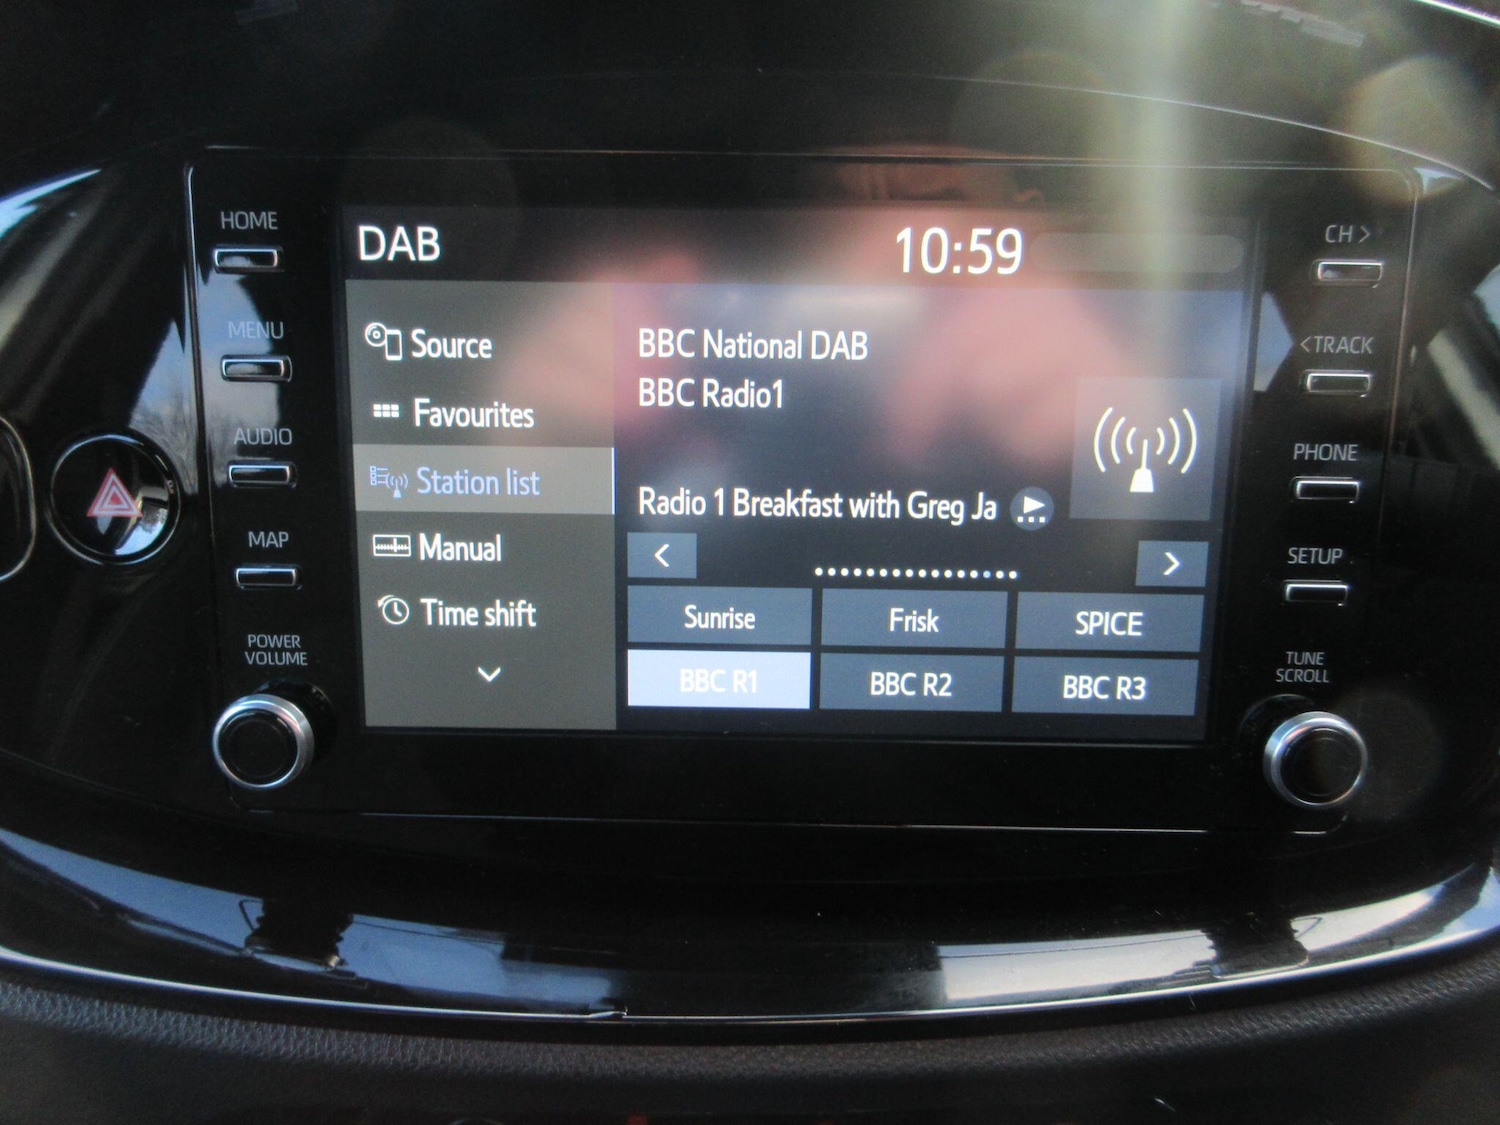 HOME
MENU
AUDIO
MAP
POWER
VOLUME
DAB
10:59
Source
Favourites
Station list
Manual
Time shift
BBC National DAB
BBC Radio1
Radio 1 Breakfast with Greg Ja
<
>
Sunrise
Frisk
SPICE
BBC R1
BBC R2
BBC R3
CH >
< TRACK
PHONE
SETUP
TUNE
SCROLL